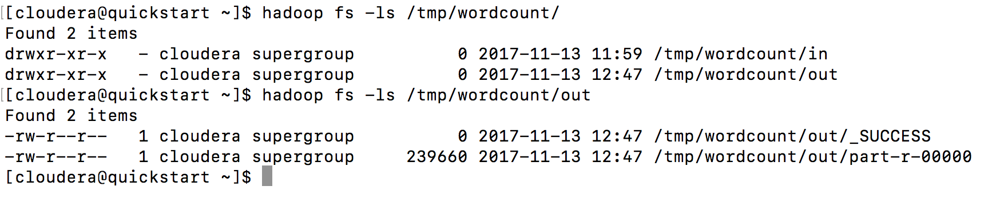 [[cloudera@quickstart ~]$ hadoop fs -ls /tmp/wordcount/
Found 2 items
drwxr-xr-x   - cloudera supergroup          0 2017-11-13 11:59 /tmp/wordcount/in
drwxr-xr-x   - cloudera supergroup          0 2017-11-13 12:47 /tmp/wordcount/out
[[cloudera@quickstart ~]$ hadoop fs -ls /tmp/wordcount/out
Found 2 items
-rw-r--r--   1 cloudera supergroup          0 2017-11-13 12:47 /tmp/wordcount/out/_SUCCESS
-rw-r--r--   1 cloudera supergroup     239660 2017-11-13 12:47 /tmp/wordcount/out/part-r-00000
[cloudera@quickstart ~]$